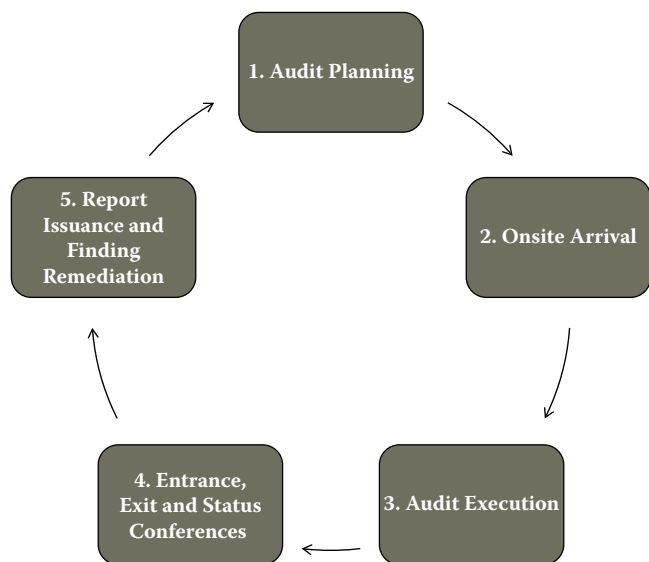 1. Audit Planning
2. Onsite Arrival
3. Audit Execution
4. Entrance,
Exit and Status
Conferences
5. Report
Issuance and
Finding
Remediation